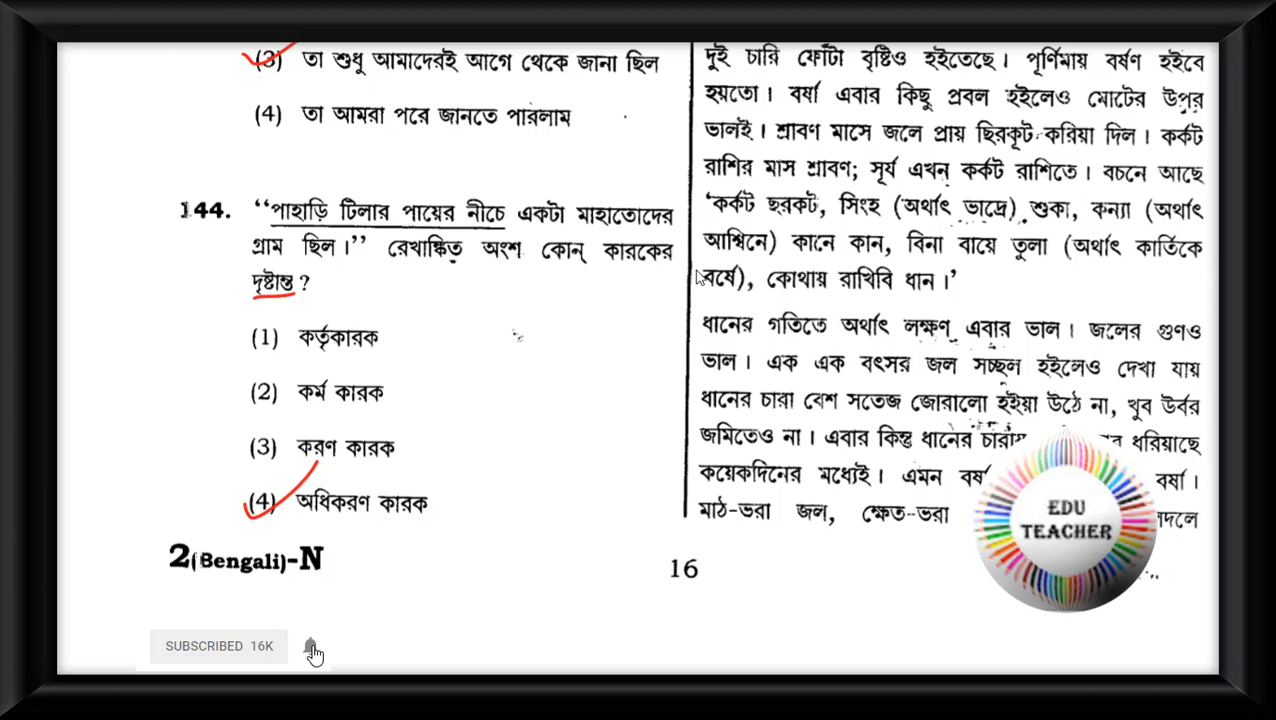 (3) তা শুধু আমাদেরই আগে থেকে জানা ছিল
(4) তা আমরা পরে জানতে পারলাম
144. “পাহাড়ি টিলার পায়ের নীচে একটা মাহাতোদের
গ্রাম ছিল।” রেখাঙ্কিত অংশ কোন্ কারকের
দৃষ্টান্ত ?
(1) কর্তৃকারক
(2) কর্ম কারক
(3) করণ কারক
(4) অধিকরণ কারক
2(Bengali)-N
দুই চারি ফোঁটা বৃষ্টিও হইতেছে। পূর্ণিমায় বর্ষণ হইবে
হয়তো। বর্ষা এবার কিছু প্রবল হইলেও মোটের উপর
ভালই। শ্রাবণ মাসে জলে প্রায় ছিরকূট করিয়া দিল। কর্কট
রাশির মাস শ্রাবণ; সূর্য এখন কর্কট রাশিতে। বচনে আছে
‘কর্কট ছরকট, সিংহ (অর্থাৎ ভাদ্রে) শুকা, কন্যা (অর্থাৎ
আশ্বিনে) কানে কান, বিনা বায়ে তুলা (অর্থাৎ কার্তিকে
বর্ষে), কোথায় রাখিবি ধান।’
ধানের গতিতে অর্থাৎ লক্ষণ এবার ভাল। জলের গুণও
ভাল। এক এক বৎসর জল সচ্ছল হইলেও দেখা যায়
ধানের চারা বেশ সতেজ জোরালো হইয়া উঠে না, খুব উর্বর
জমিতেও না। এবার কিন্তু ধানের চারায় ধরিয়াছে
কয়েকদিনের মধ্যেই। এমন বর্ষা।
মাঠ-ভরা জল, ক্ষেত-ভরা
16
EDU
TEACHER
SUBSCRIBED 16K